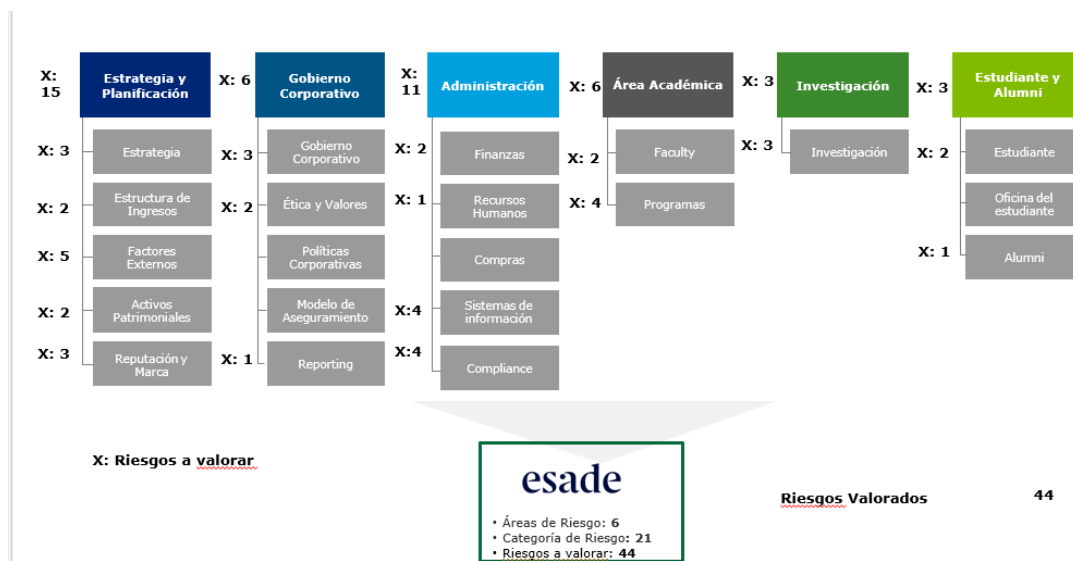 X: 15
Estrategia y
Planificación
X: 6
Gobierno
Corporativo
X: 11
Administración
X: 6
Área Académica
X: 3
Investigación
X: 3
Estudiante y
Alumni
X: 3
Estrategia
X: 2
Estructura de
Ingresos
X: 5
Factores
Externos
X: 2
Activos
Patrimoniales
X: 3
Reputación y
Marca
X: 3
Gobierno
Corporativo
X: 2
Ética y Valores
Políticas
Corporativas
Modelo de
Aseguramiento
X: 1
Reporting
X: 2
Finanzas
X: 1
Recursos
Humanos
Compras
X:4
Sistemas de
información
X:4
Compliance
X: 2
Faculty
X: 4
Programas
X: 3
Investigación
X: 2
Estudiante
Oficina del
estudiante
X: 1
Alumni
X: Riesgos a valorar
esade
• Áreas de Riesgo: 6
• Categoría de Riesgo: 21
• Riesgos a valorar: 44
Riesgos Valorados 44